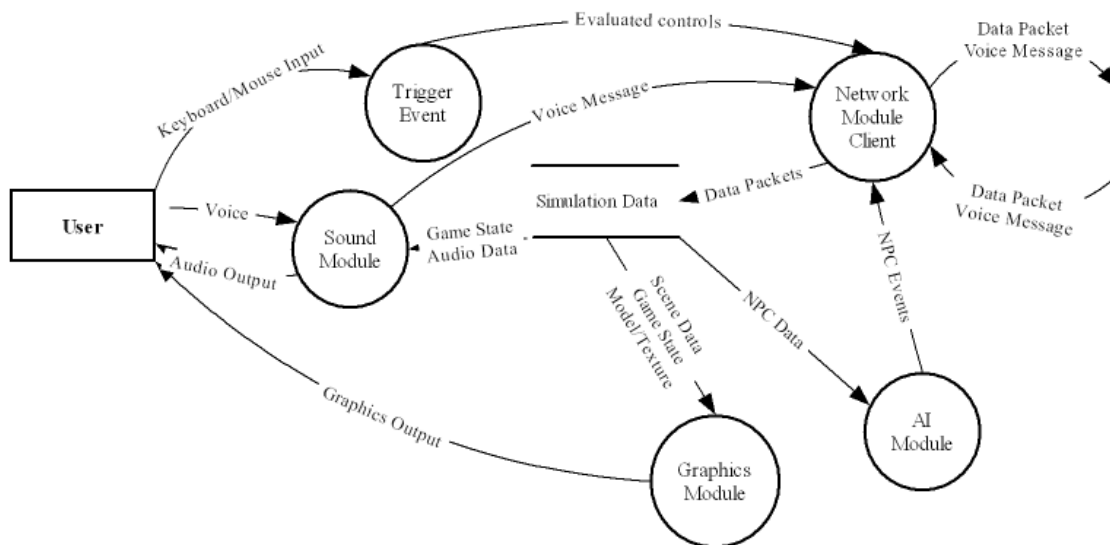 Evaluated controls
Data Packet
Voice Message
Keyboard/Mouse Input
Trigger
Event
Voice Message
Network
Module
Client
Data Packets
Data Packet
Voice Message
User
Voice
Sound
Module
Audio Output
Game State
Audio Data
Simulation Data
Scene Data
Game State
Model/Texture
NPC Data
NPC Events
Graphics Output
Graphics
Module
AI
Module